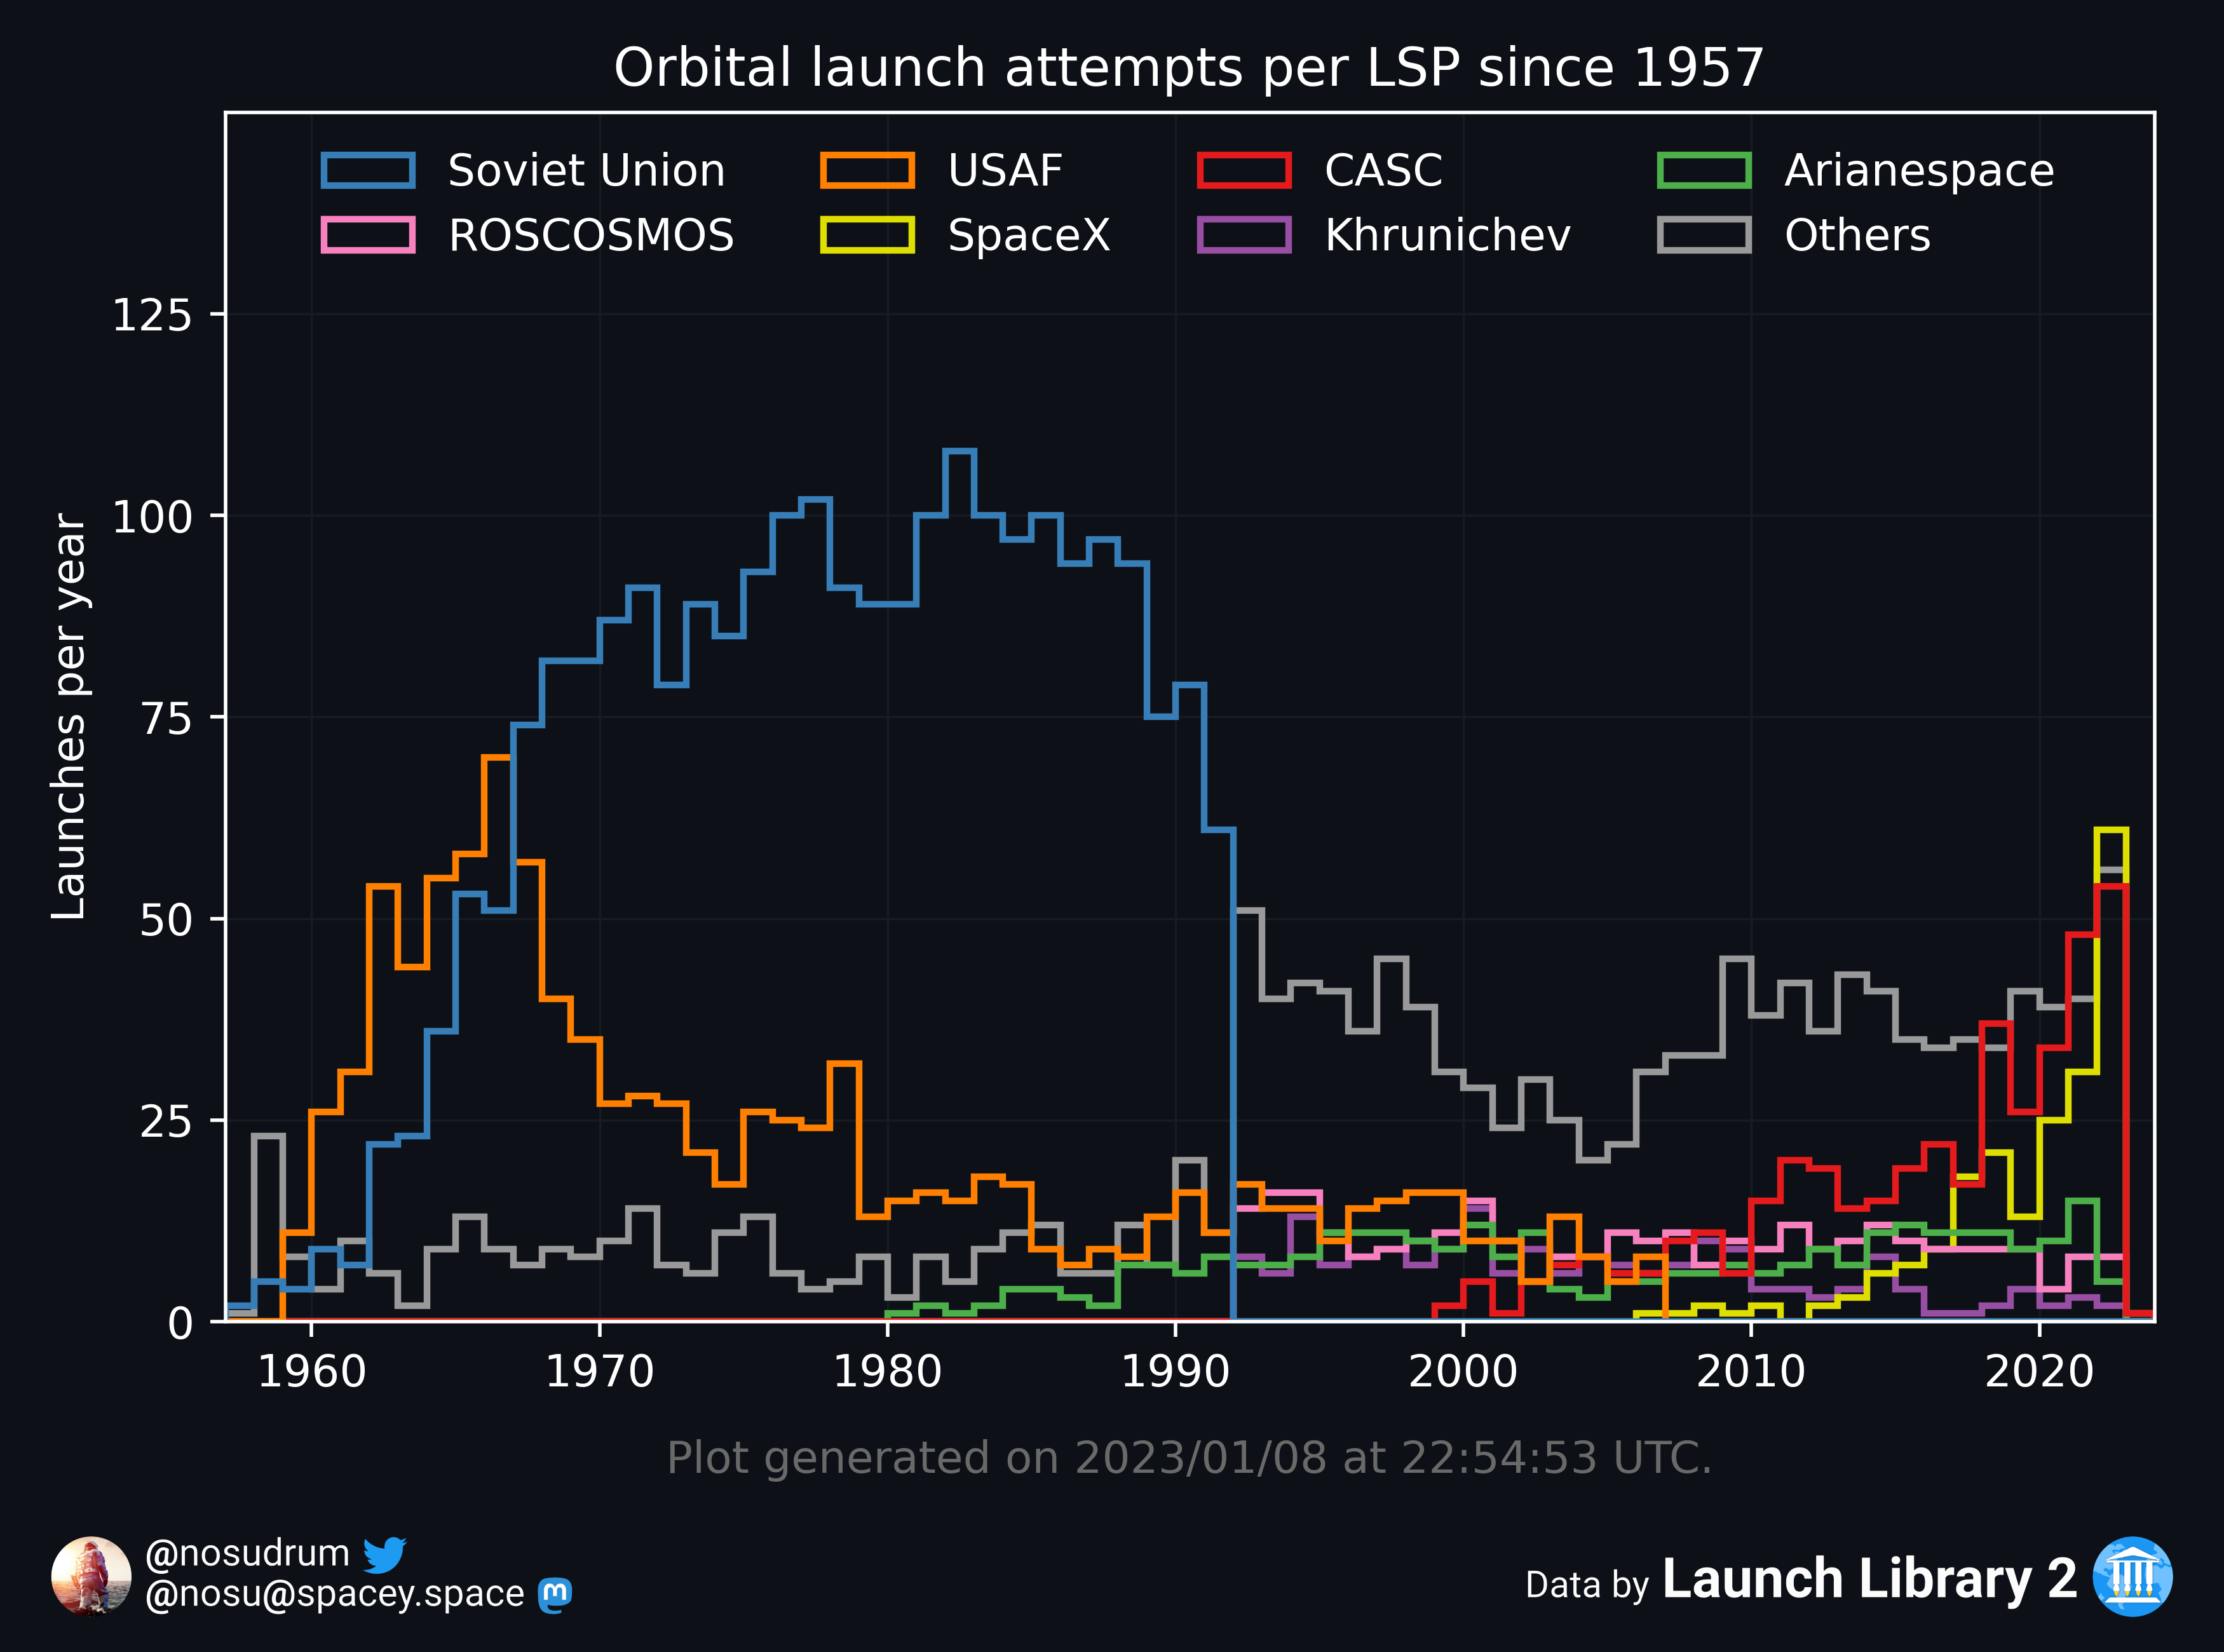 Orbital launch attempts per LSP since 1957
Soviet Union USAF CASC Arianespace
ROSCOSMOS SpaceX Khrunichev Others
Launches per year
125
100
75
50
25
0
1960 1970 1980 1990 2000 2010 2020
Plot generated on 2023/01/08 at 22:54:53 UTC.
@nosudrum
@nosu@spacey.space
Data by Launch Library 2